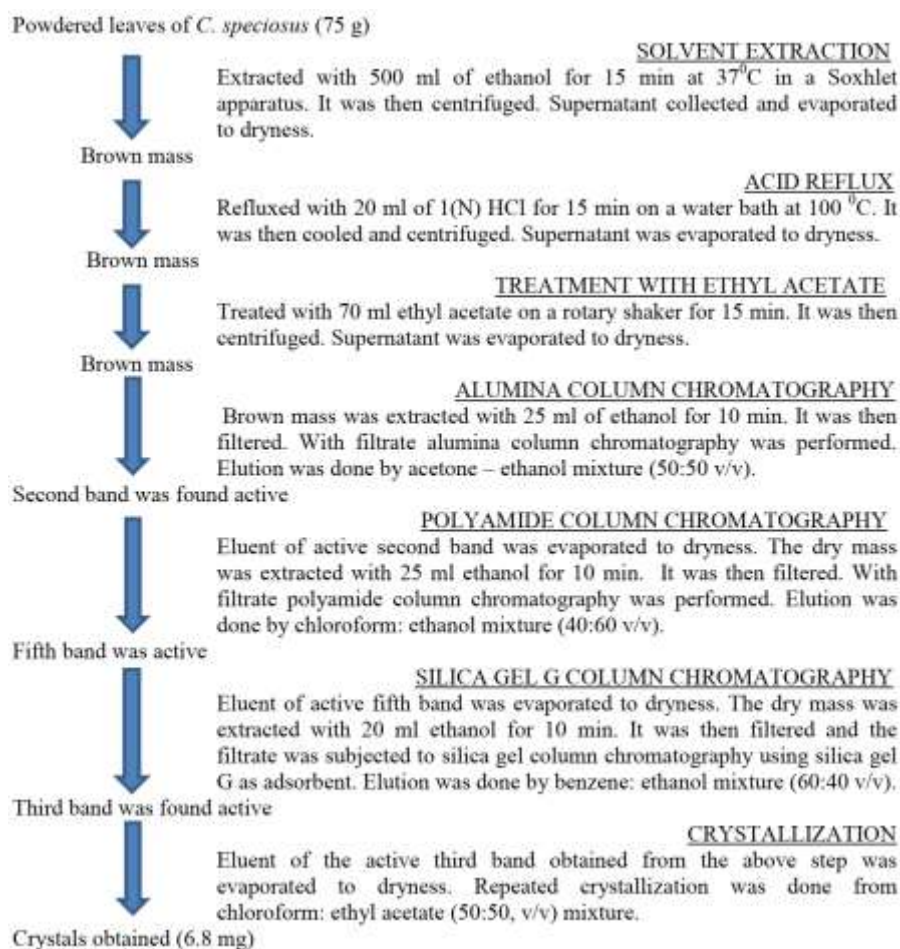 Powdered leaves of C. speciosus (75 g)
SOLVENT EXTRACTION
Extracted with 500 ml of ethanol for 15 min at 37⁰C in a Soxhlet
apparatus. It was then centrifuged. Supernatant collected and evaporated
to dryness.
Brown mass
ACID REFLUX
Refluxed with 20 ml of 1(N) HCl for 15 min on a water bath at 100 ⁰C. It
was then cooled and centrifuged. Supernatant was evaporated to dryness.
Brown mass
TREATMENT WITH ETHYL ACETATE
Treated with 70 ml ethyl acetate on a rotary shaker for 15 min. It was then
centrifuged. Supernatant was evaporated to dryness.
Brown mass
ALUMINA COLUMN CHROMATOGRAPHY
Brown mass was extracted with 25 ml of ethanol for 10 min. It was then
filtered. With filtrate alumina column chromatography was performed.
Elution was done by acetone – ethanol mixture (50:50 v/v).
Second band was found active
POLYAMIDE COLUMN CHROMATOGRAPHY
Eluent of active second band was evaporated to dryness. The dry mass
was extracted with 25 ml ethanol for 10 min. It was then filtered. With
filtrate polyamide column chromatography was performed. Elution was
done by chloroform: ethanol mixture (40:60 v/v).
Fifth band was active
SILICA GEL G COLUMN CHROMATOGRAPHY
Eluent of active fifth band was evaporated to dryness. The dry mass was
extracted with 20 ml ethanol for 10 min. It was then filtered and the
filtrate was subjected to silica gel column chromatography using silica gel
G as adsorbent. Elution was done by benzene: ethanol mixture (60:40 v/v).
Third band was found active
CRYSTALLIZATION
Eluent of the active third band obtained from the above step was
evaporated to dryness. Repeated crystallization was done from
chloroform: ethyl acetate (50:50, v/v) mixture.
Crystals obtained (6.8 mg)